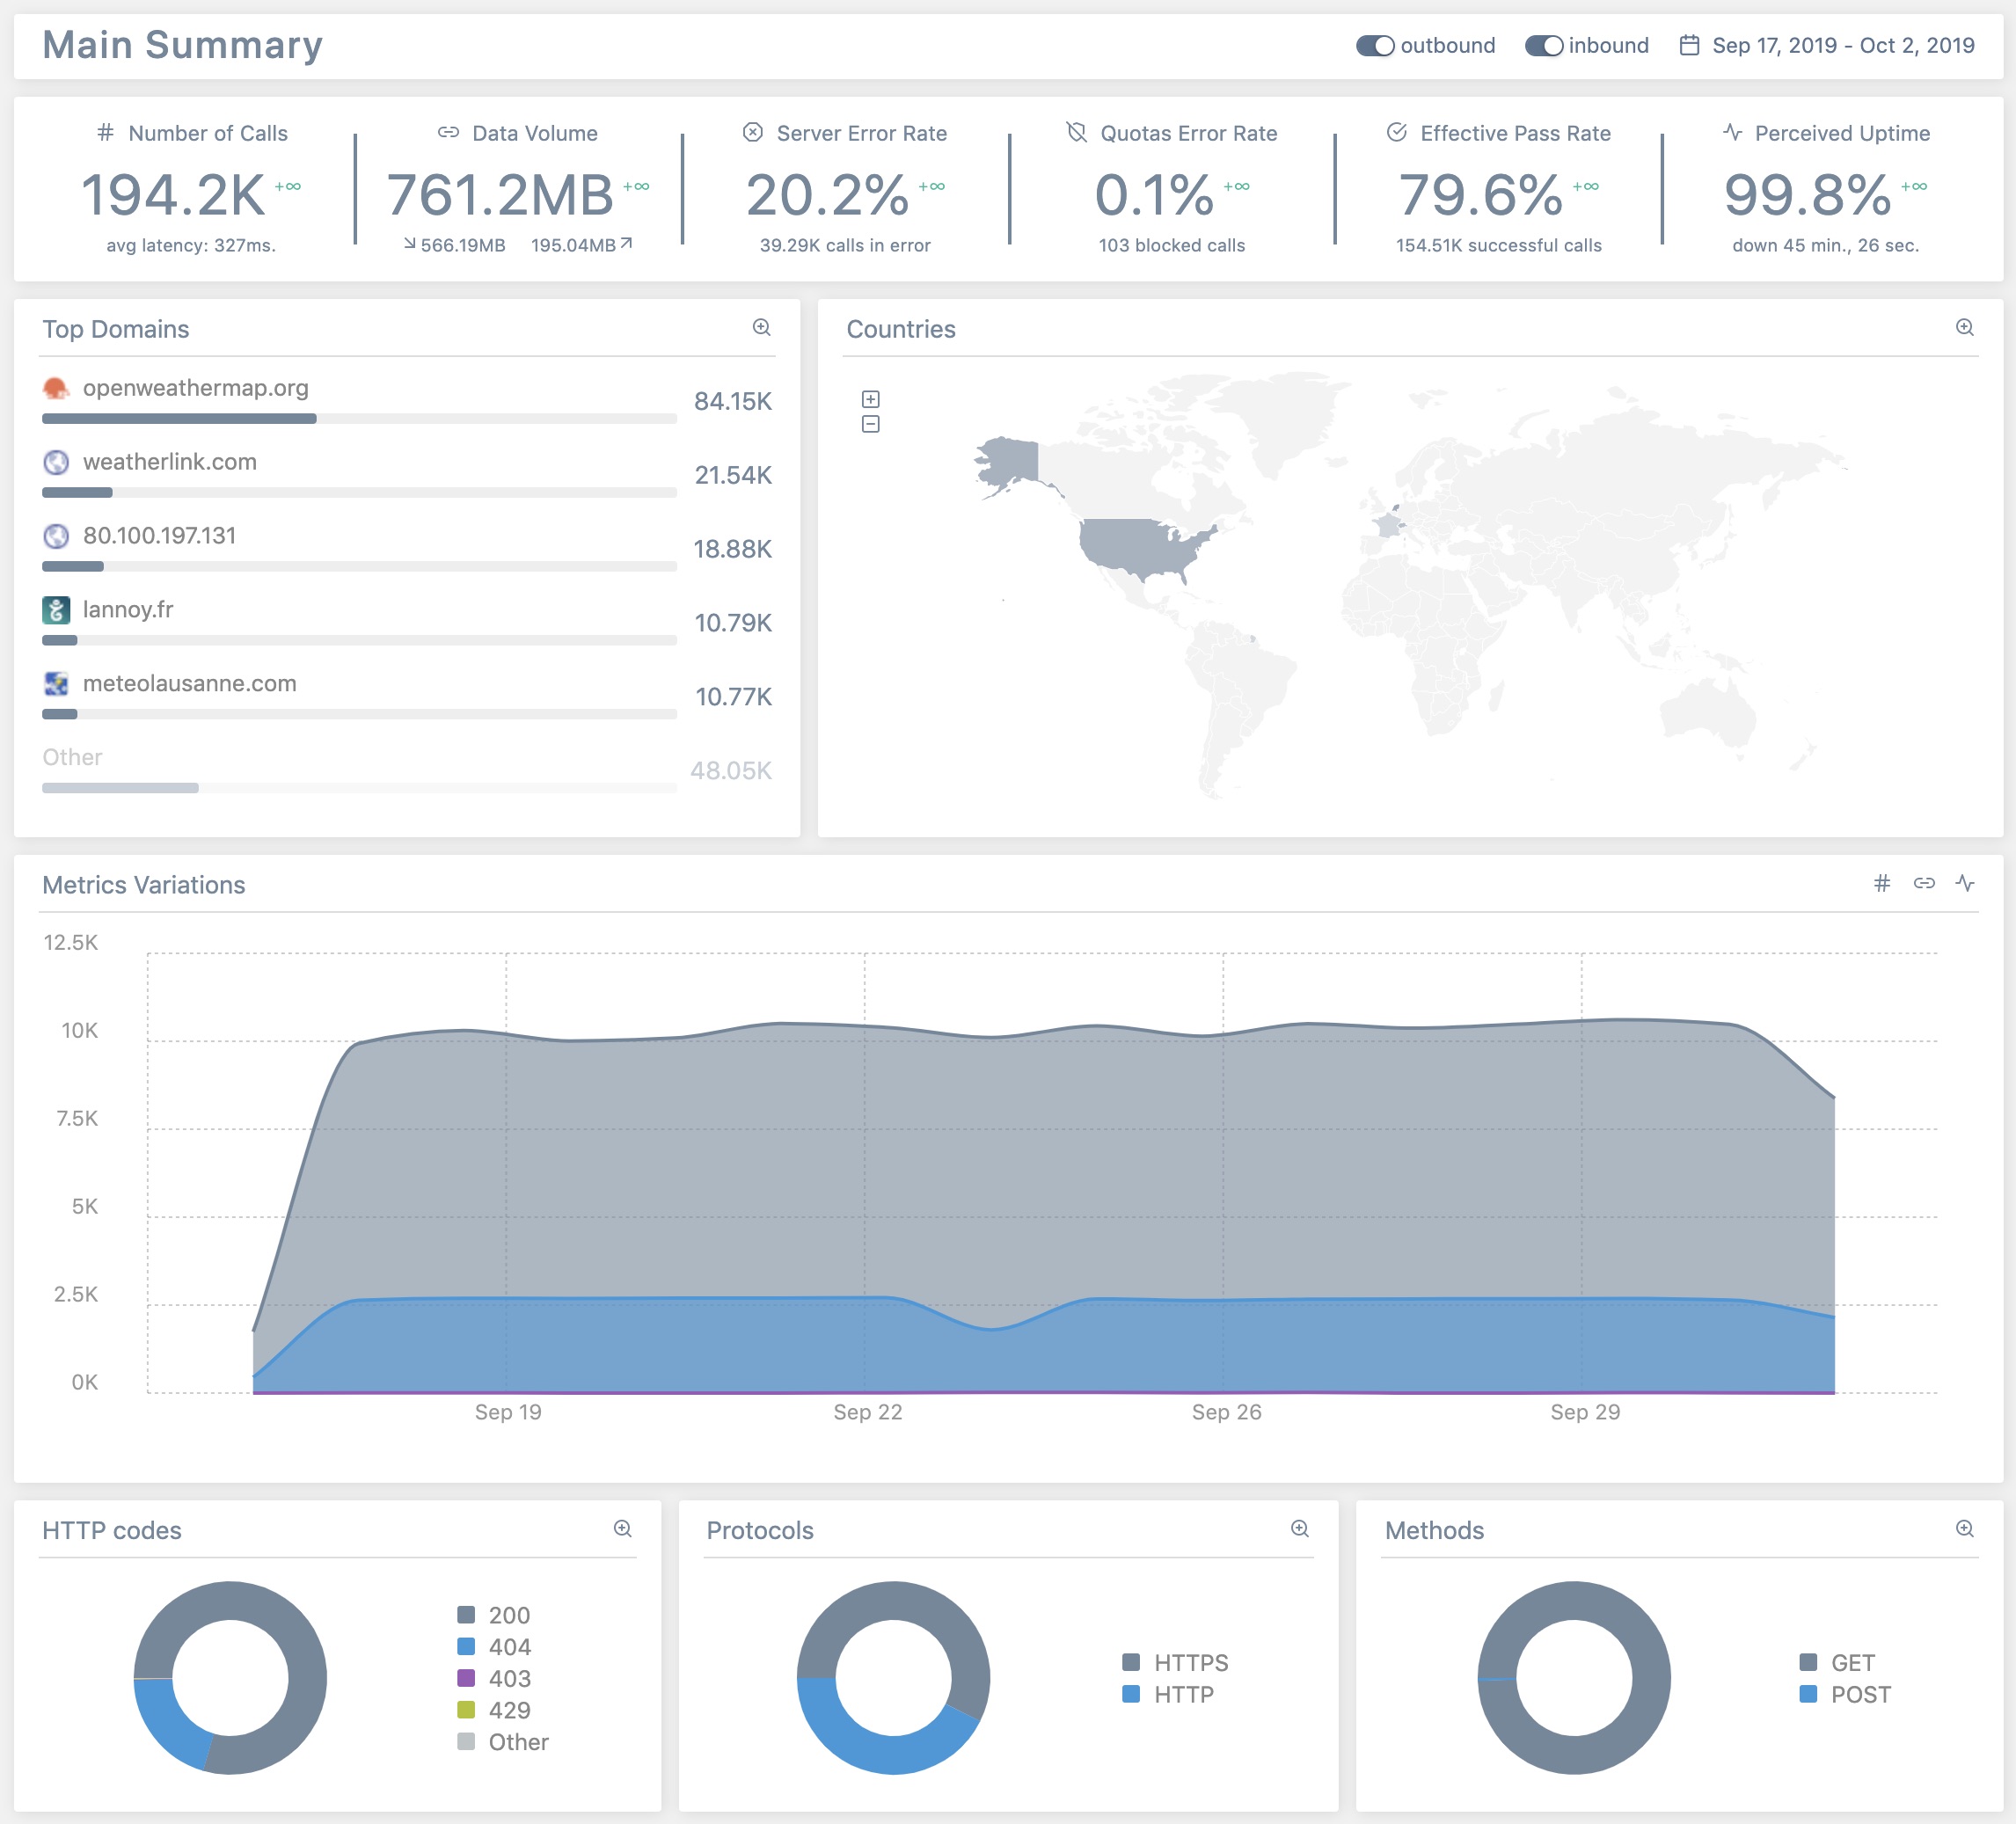 Main Summary
outbound inbound Sep 17, 2019 - Oct 2, 2019
# Number of Calls
194.2K +∞
avg latency: 327ms.
Data Volume
761.2MB +∞
566.19MB 195.04MB
Server Error Rate
20.2% +∞
39.29K calls in error
Quotas Error Rate
0.1% +∞
103 blocked calls
Effective Pass Rate
79.6% +∞
154.51K successful calls
Perceived Uptime
99.8% +∞
down 45 min., 26 sec.
Top Domains
openweathermap.org 84.15K
weatherlink.com 21.54K
80.100.197.131 18.88K
lannoy.fr 10.79K
meteolausanne.com 10.77K
Other 48.05K
Countries
Metrics Variations #
12.5K
10K
7.5K
5K
2.5K
0K
Sep 19 Sep 22 Sep 26 Sep 29
HTTP codes
200
404
403
429
Other
Protocols
HTTPS
HTTP
Methods
GET
POST